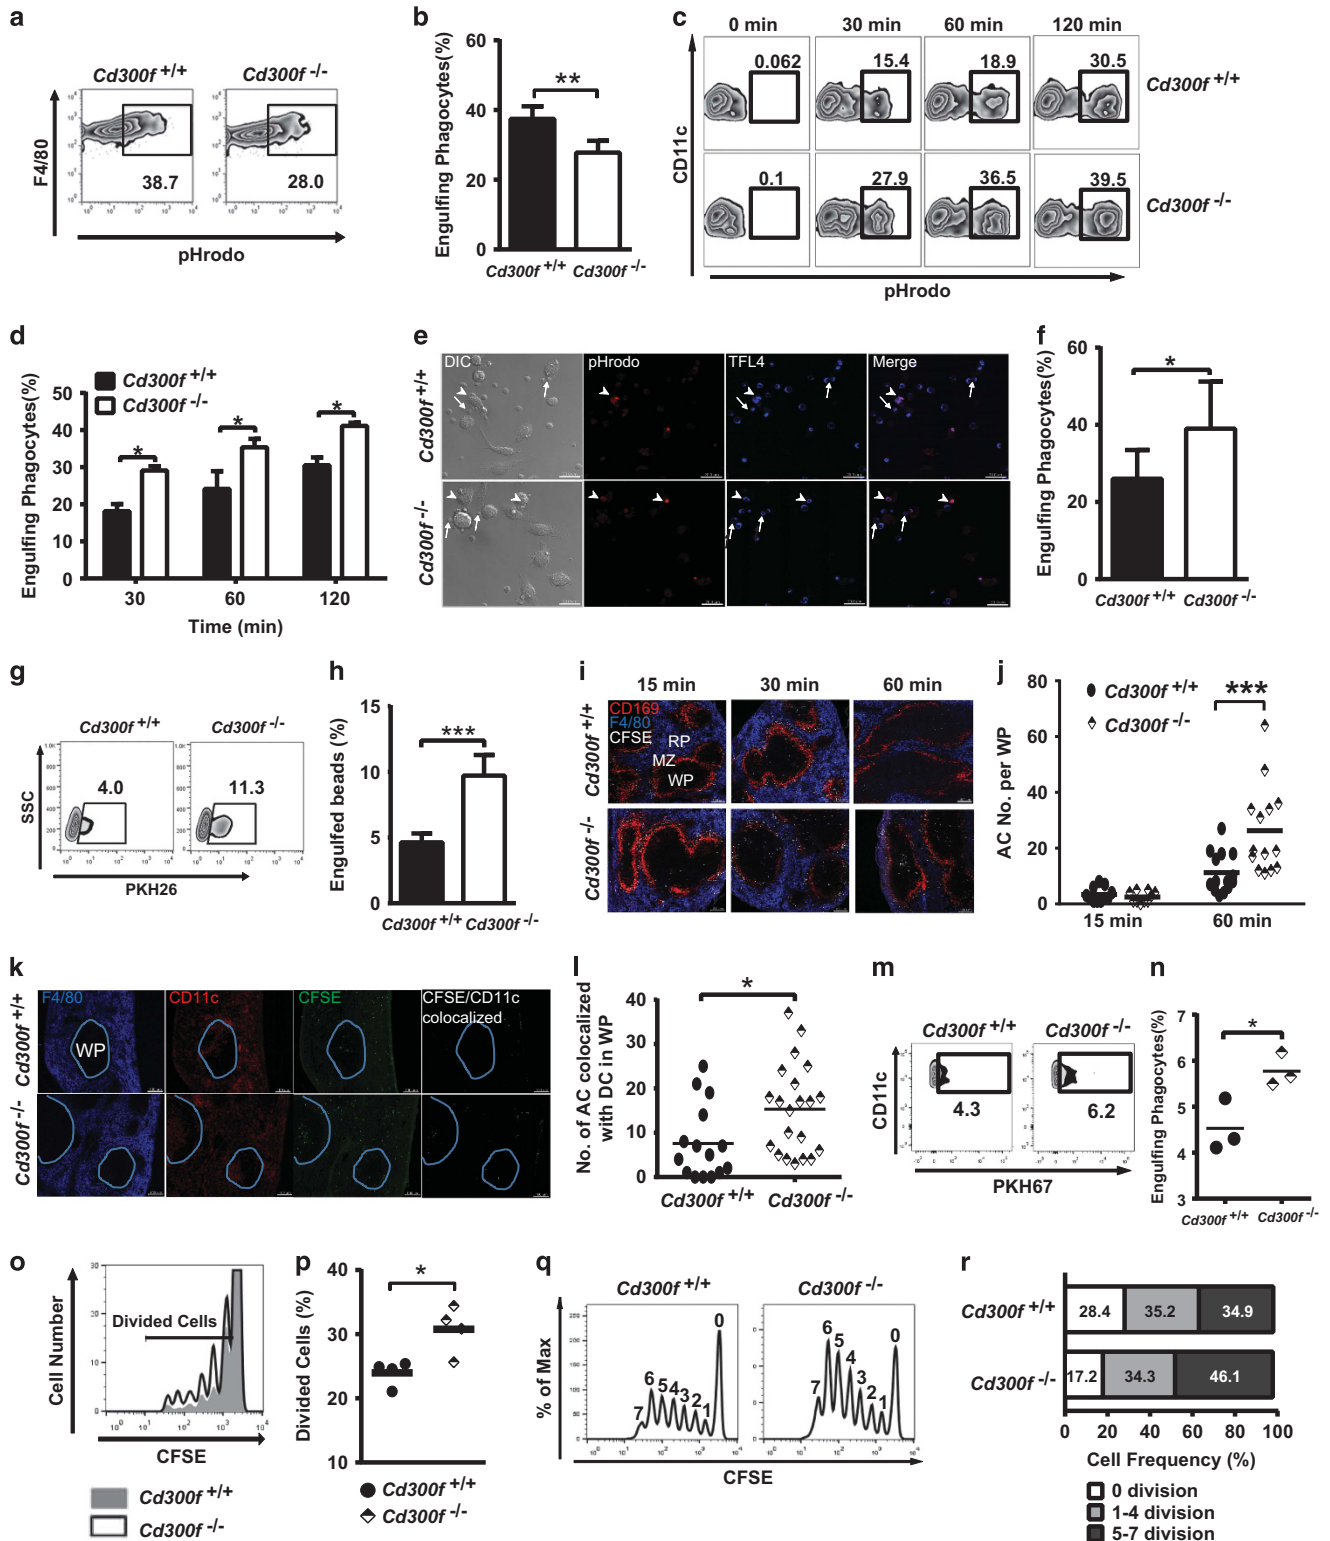 a
Cd300f +/+
Cd300f -/-
F4/80
38.7
28.0
pHrodo
b
Engulfing Phagocytes(%)
60
40
20
0
**
Cd300f +/+
Cd300f -/-
c
0 min
30 min
60 min
120 min
0.062
15.4
18.9
30.5
Cd300f +/+
CD11c
0.1
27.9
36.5
39.5
Cd300f -/-
pHrodo
d
Engulfing Phagocytes(%)
Cd300f +/+
Cd300f -/-
50
40
30
20
10
0
*
*
*
30
60
120
Time (min)
e
DIC
pHrodo
TFL4
Merge
Cd300f +/+
Cd300f -/-
f
Engulfing Phagocytes(%)
60
40
20
0
*
Cd300f +/+
Cd300f -/-
g
Cd300f +/+
Cd300f -/-
SSC
4.0
11.3
PKH26
h
Engulfed beads (%)
15
10
5
0
***
Cd300f +/+
Cd300f -/-
i
15 min
30 min
60 min
CD169
F4/80
CFSE
RP
MZ
WP
Cd300f +/+
Cd300f -/-
j
AC No. per WP
80
60
40
20
0
Cd300f +/+
Cd300f -/-
***
15 min
60 min
k
F4/80
CD11c
CFSE
CFSE/CD11c
colocalized
WP
Cd300f +/+
Cd300f -/-
l
No. of AC colocalized
with DC in WP
40
30
20
10
0
*
Cd300f +/+
Cd300f -/-
m
Cd300f +/+
Cd300f -/-
CD11c
4.3
6.2
PKH67
n
Engulfing Phagocytes(%)
7
6
5
4
3
*
Cd300f +/+
Cd300f -/-
o
Cell Number
30
20
10
0
Divided Cells
CFSE
Cd300f +/+
Cd300f -/-
p
Divided Cells (%)
40
30
20
10
*
Cd300f +/+
Cd300f -/-
q
Cd300f +/+
Cd300f -/-
% of Max
0
6
5
4
3
2
1
7
0
6
5
4
3
2
1
7
CFSE
r
Cd300f +/+
28.4
35.2
34.9
Cd300f -/-
17.2
34.3
46.1
0
20
40
60
80
100
Cell Frequency (%)
0 division
1-4 division
5-7 division